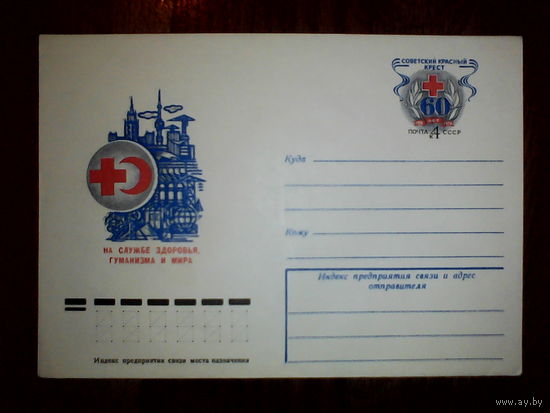 СОВЕТСКИЙ КРАСНЫЙ
КРЕСТ
60
ЛЕТ
ПОЧТА 4 СССР
К
Куда
НА СЛУЖБЕ ЗДОРОВЬЯ,
ГУМАНИЗМА И МИРА
Кому
Индекс предприятия связи и адрес
отправителя
Индекс предприятия связи места назначения
www.ay.by